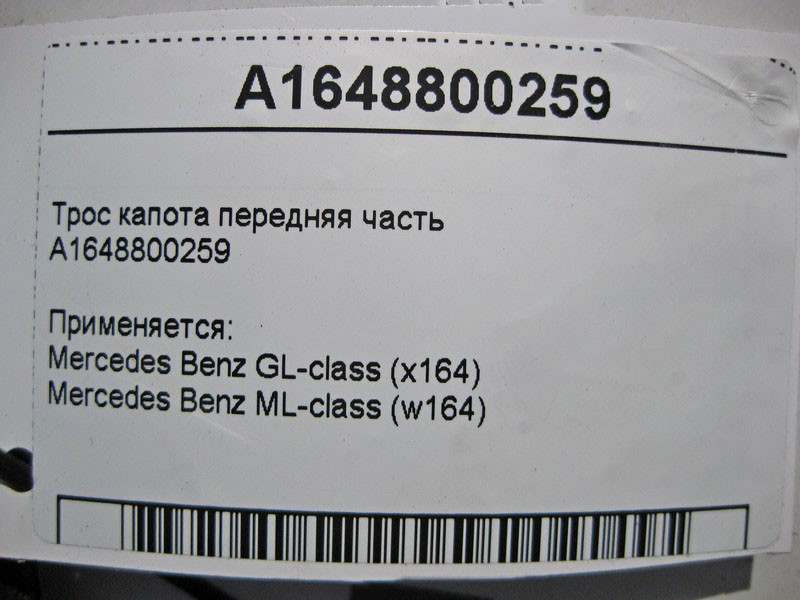 A1648800259
Трос капота передняя часть
A1648800259
Применяется:
Mercedes Benz GL-class (x164)
Mercedes Benz ML-class (w164)